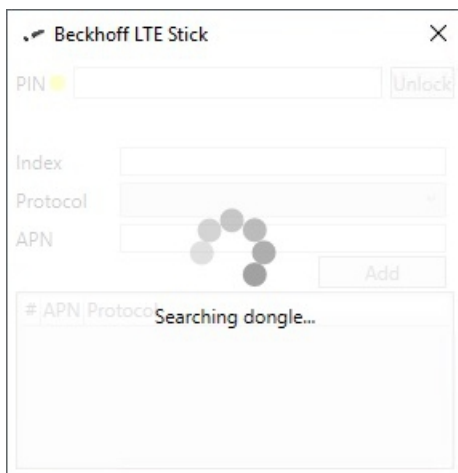 Beckhoff LTE Stick
PIN Unlock
Index
Protocol
APN
Add
# APN Protocol
Searching dongle...